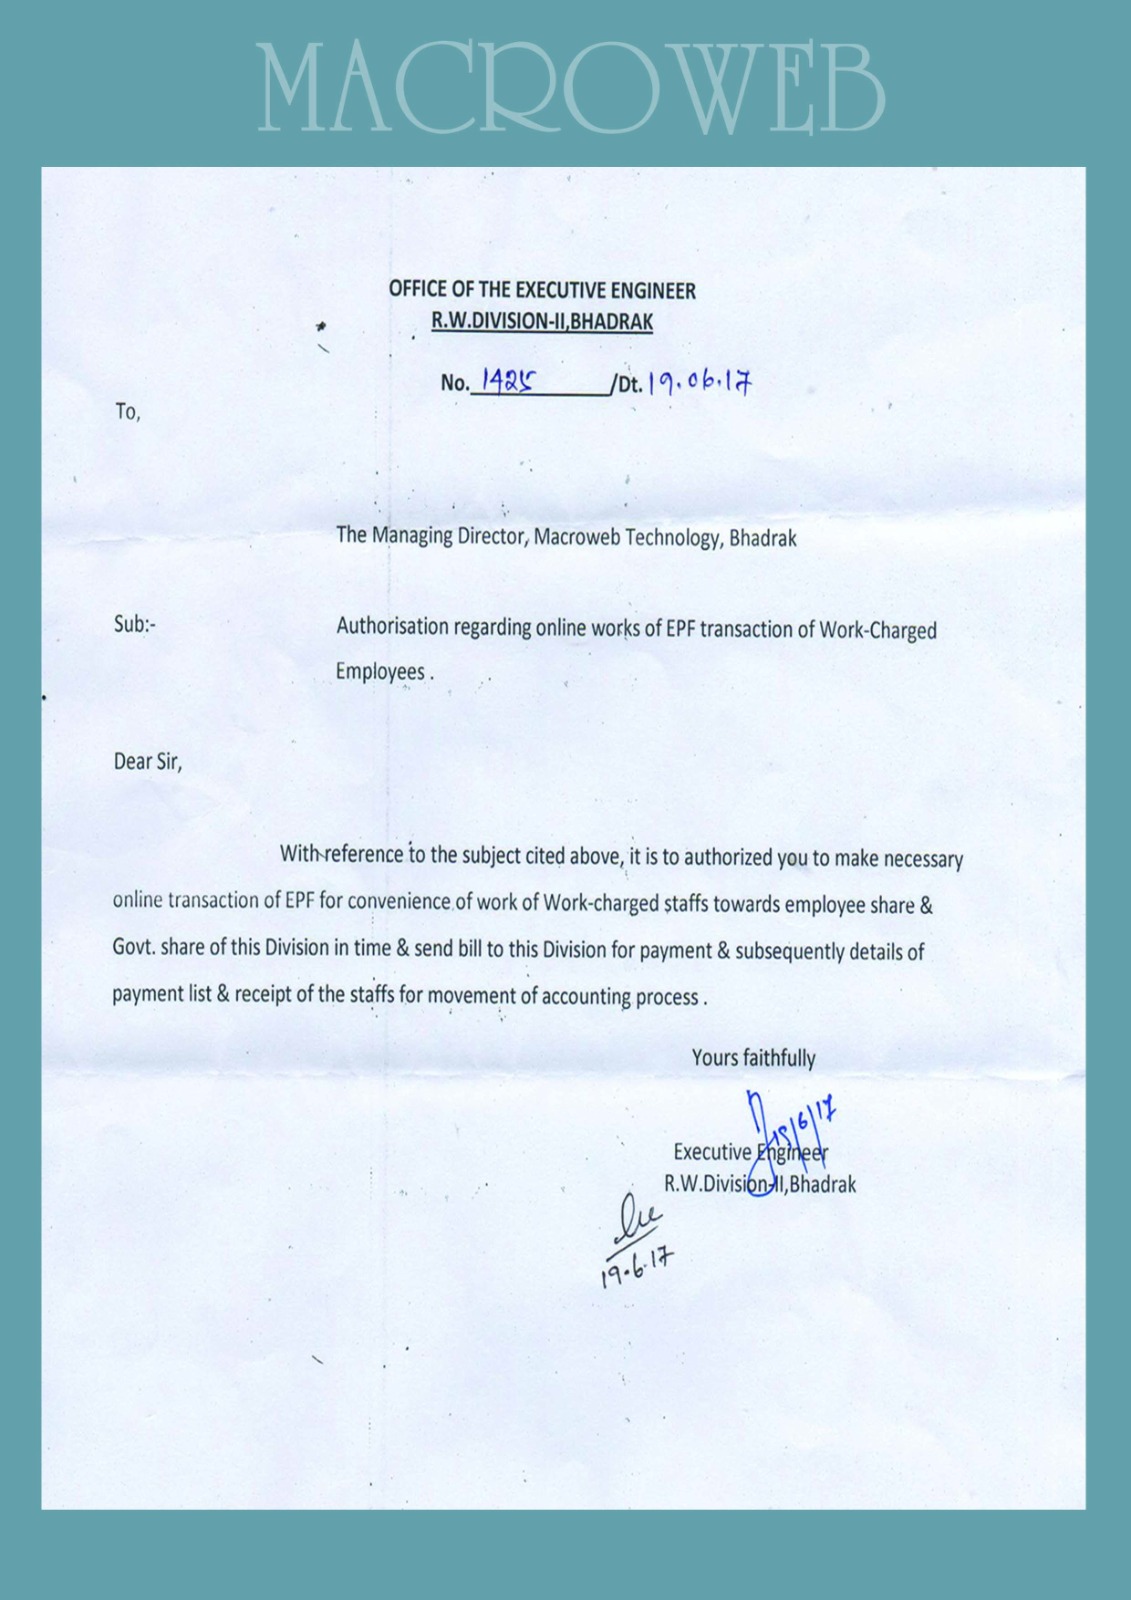 MACROWEB
OFFICE OF THE EXECUTIVE ENGINEER
R.W.DIVISION-II,BHADRAK
No. 1425 /Dt. 19.06.17
To,
The Managing Director, Macroweb Technology, Bhadrak
Sub:- Authorisation regarding online works of EPF transaction of Work-Charged
Employees .
Dear Sir,
With reference to the subject cited above, it is to authorized you to make necessary
online transaction of EPF for convenience of work of Work-charged staffs towards employee share &
Govt. share of this Division in time & send bill to this Division for payment & subsequently details of
payment list & receipt of the staffs for movement of accounting process .
Yours faithfully
Executive Engineer
R.W.Division-II,Bhadrak
19.6.17